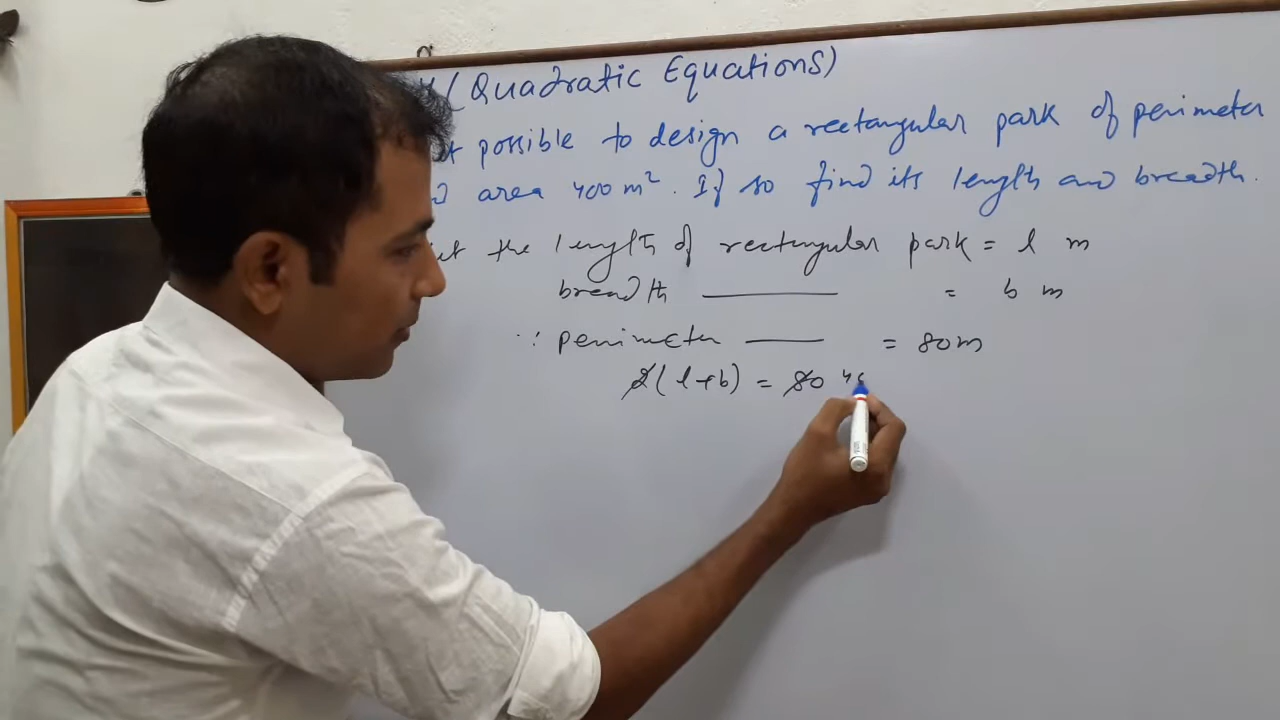 (Quadratic Equations)
possible to design a rectangular park of perimeter
area 400 m². If so find its length and breadth.
the length of rectangular park = l m
breadth ——— = b m
∵ perimeter ——— = 80m
2(l+b) = 80 40